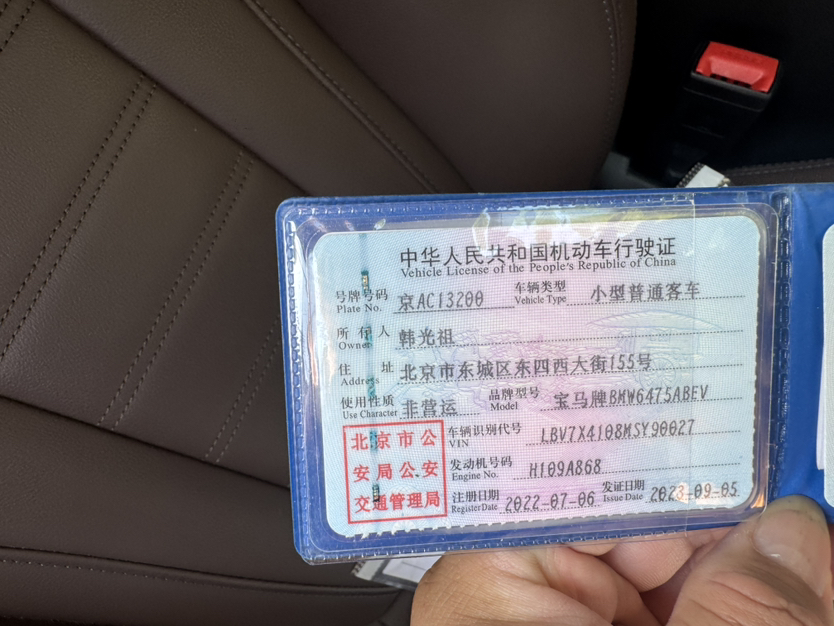 中华人民共和国机动车行驶证
Vehicle License of the People's Republic of China
号牌号码 Plate No. 京AC13200 车辆类型 Vehicle Type 小型普通客车
所有人 Owner 韩光祖
住址 Address 北京市东城区东四西大街155号
使用性质 Use Character 非营运 品牌型号 Model 宝马牌BMW6475ABEV
车辆识别代号 VIN LBV7X4108MSY90027
发动机号码 Engine No. H109A868
注册日期 Register Date 2022-07-06 发证日期 Issue Date 2023-09-05
北京市公
安局公安
交通管理局